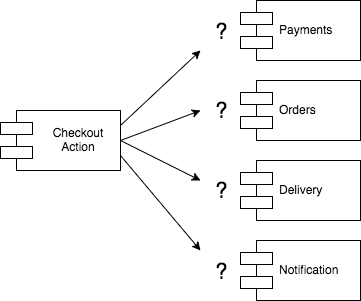 ? Payments
Checkout
Action
? Orders
? Delivery
? Notification